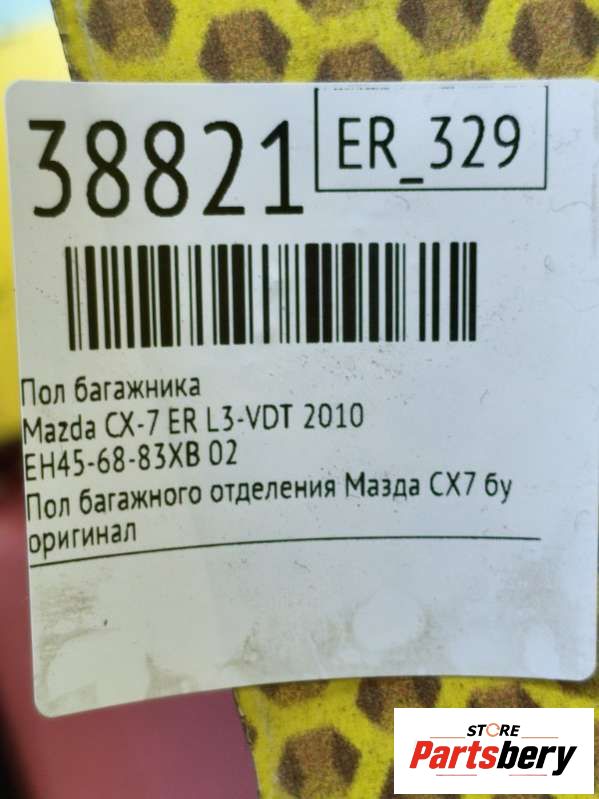 38821
ER_329
Пол багажника
Mazda CX-7 ER L3-VDT 2010
EH45-68-83XB 02
Пол багажного отделения Мазда СХ7 бу
оригинал
STORE
Partsbery